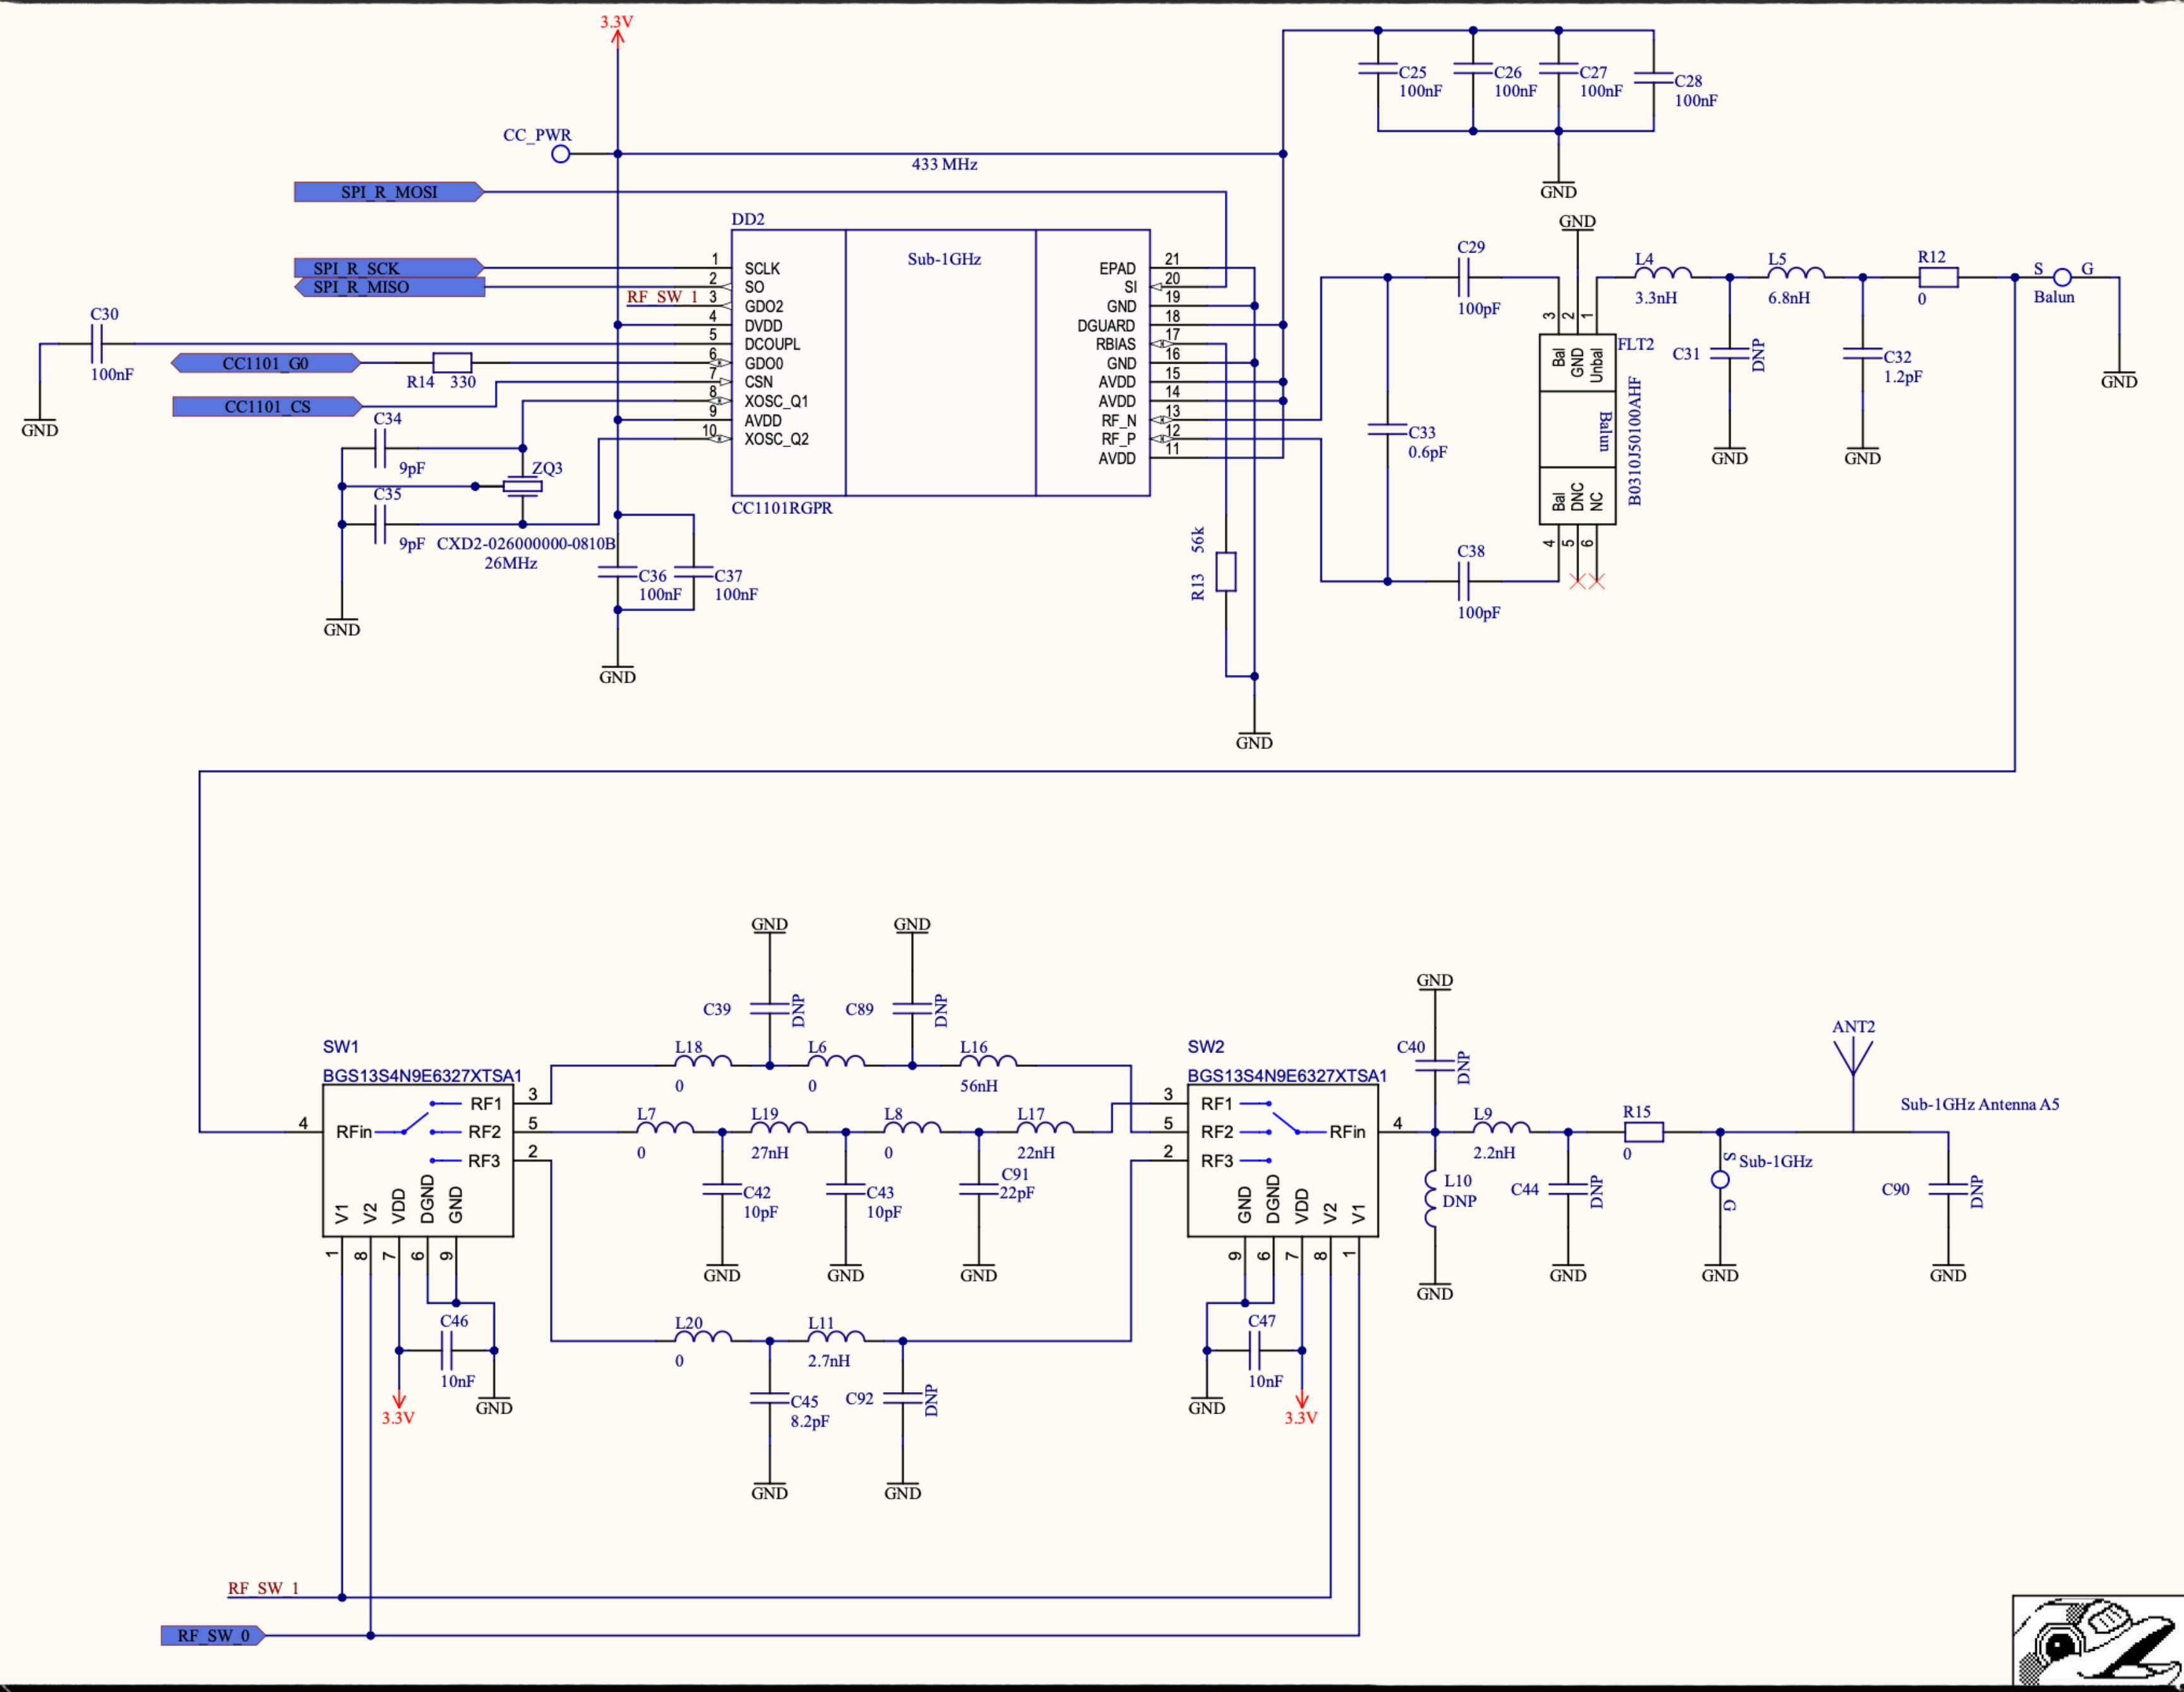 3.3V
CC_PWR
433 MHz
C25
100nF
C26
100nF
C27
100nF
C28
100nF
GND
SPI_R_MOSI
SPI_R_SCK
SPI_R_MISO
RF_SW_1
C30
100nF
GND
CC1101_G0
R14 330
CC1101_CS
C34
9pF
C35
9pF
ZQ3
CXD2-026000000-0810B
26MHz
GND
C36
100nF
C37
100nF
GND
DD2
Sub-1GHz
1 SCLK
2 SO
3 GDO2
4 DVDD
5 DCOUPL
6 GDO0
7 CSN
8 XOSC_Q1
9 AVDD
10 XOSC_Q2
EPAD 21
SI 20
GND 19
DGUARD 18
RBIAS 17
GND 16
AVDD 15
AVDD 14
RF_N 13
RF_P 12
AVDD 11
CC1101RGPR
R13 56k
GND
C29
100pF
C33
0.6pF
C38
100pF
GND
3 2 1
Bal GND Unbal
FLT2
Balun
B0310J50100AHF
Bal DNC NC
4 5 6
L4
3.3nH
C31 DNP
GND
L5
6.8nH
C32
1.2pF
GND
R12
0
S G
Balun
GND
SW1
BGS13S4N9E6327XTSA1
4 RFin
RF1 3
RF2 5
RF3 2
V1 V2 VDD DGND GND
1 8 7 6 9
C46
10nF
3.3V
GND
GND
C39 DNP
GND
C89 DNP
L18
0
L6
0
L16
56nH
L7
0
L19
27nH
L8
0
L17
22nH
C42
10pF
GND
C43
10pF
GND
C91
22pF
GND
L20
0
L11
2.7nH
C45
8.2pF
GND
C92 DNP
GND
SW2
BGS13S4N9E6327XTSA1
3 RF1
5 RF2
2 RF3
RFin 4
GND DGND VDD V2 V1
9 6 7 8 1
C47
10nF
GND
3.3V
GND
C40 DNP
L10
DNP
GND
L9
2.2nH
C44 DNP
GND
R15
0
S Sub-1GHz
G
GND
ANT2
Sub-1GHz Antenna A5
C90 DNP
GND
RF_SW_1
RF_SW_0